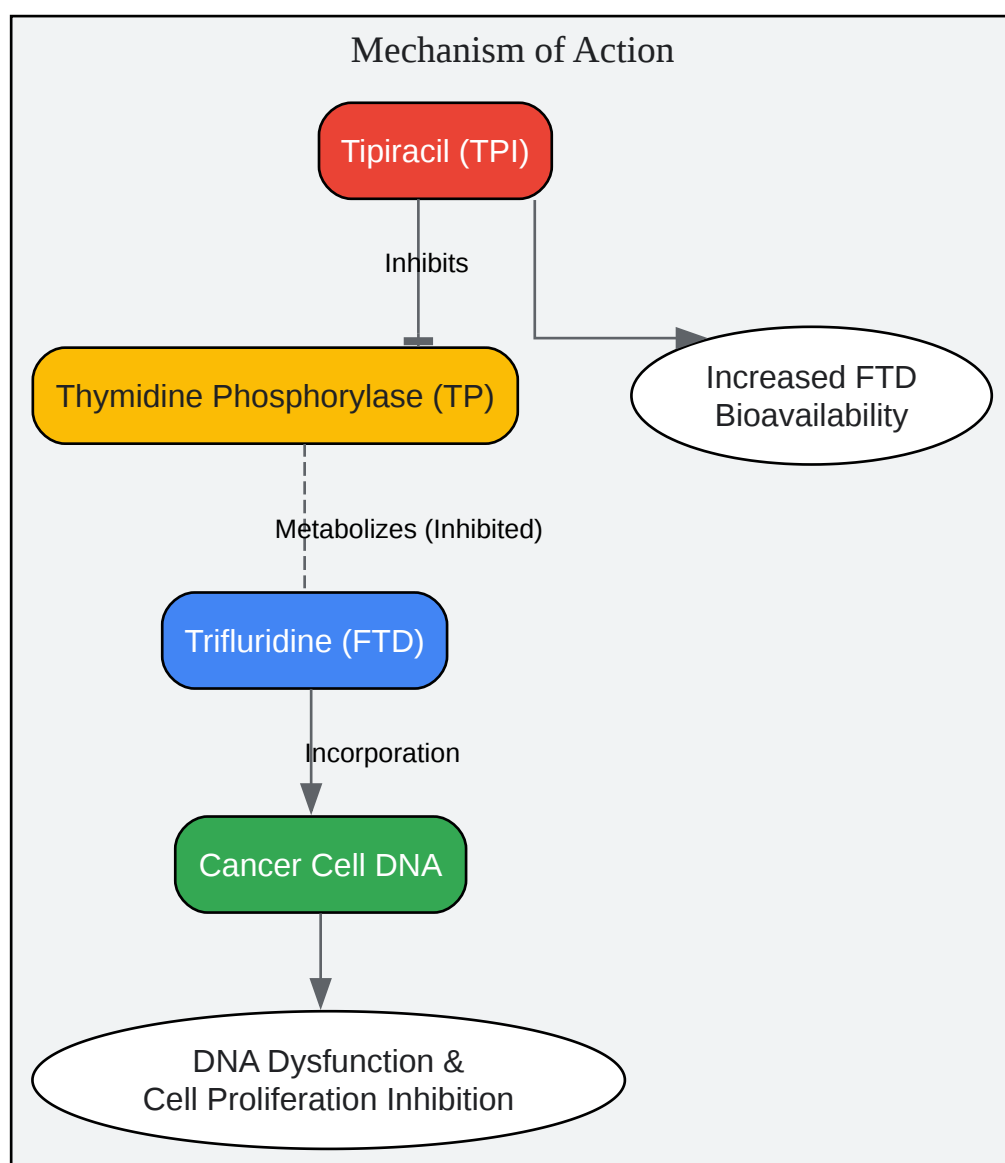 Mechanism of Action
Tipiracil (TPI)
Inhibits
Thymidine Phosphorylase (TP)
Increased FTD
Bioavailability
Metabolizes (Inhibited)
Trifluridine (FTD)
Incorporation
Cancer Cell DNA
DNA Dysfunction &
Cell Proliferation Inhibition